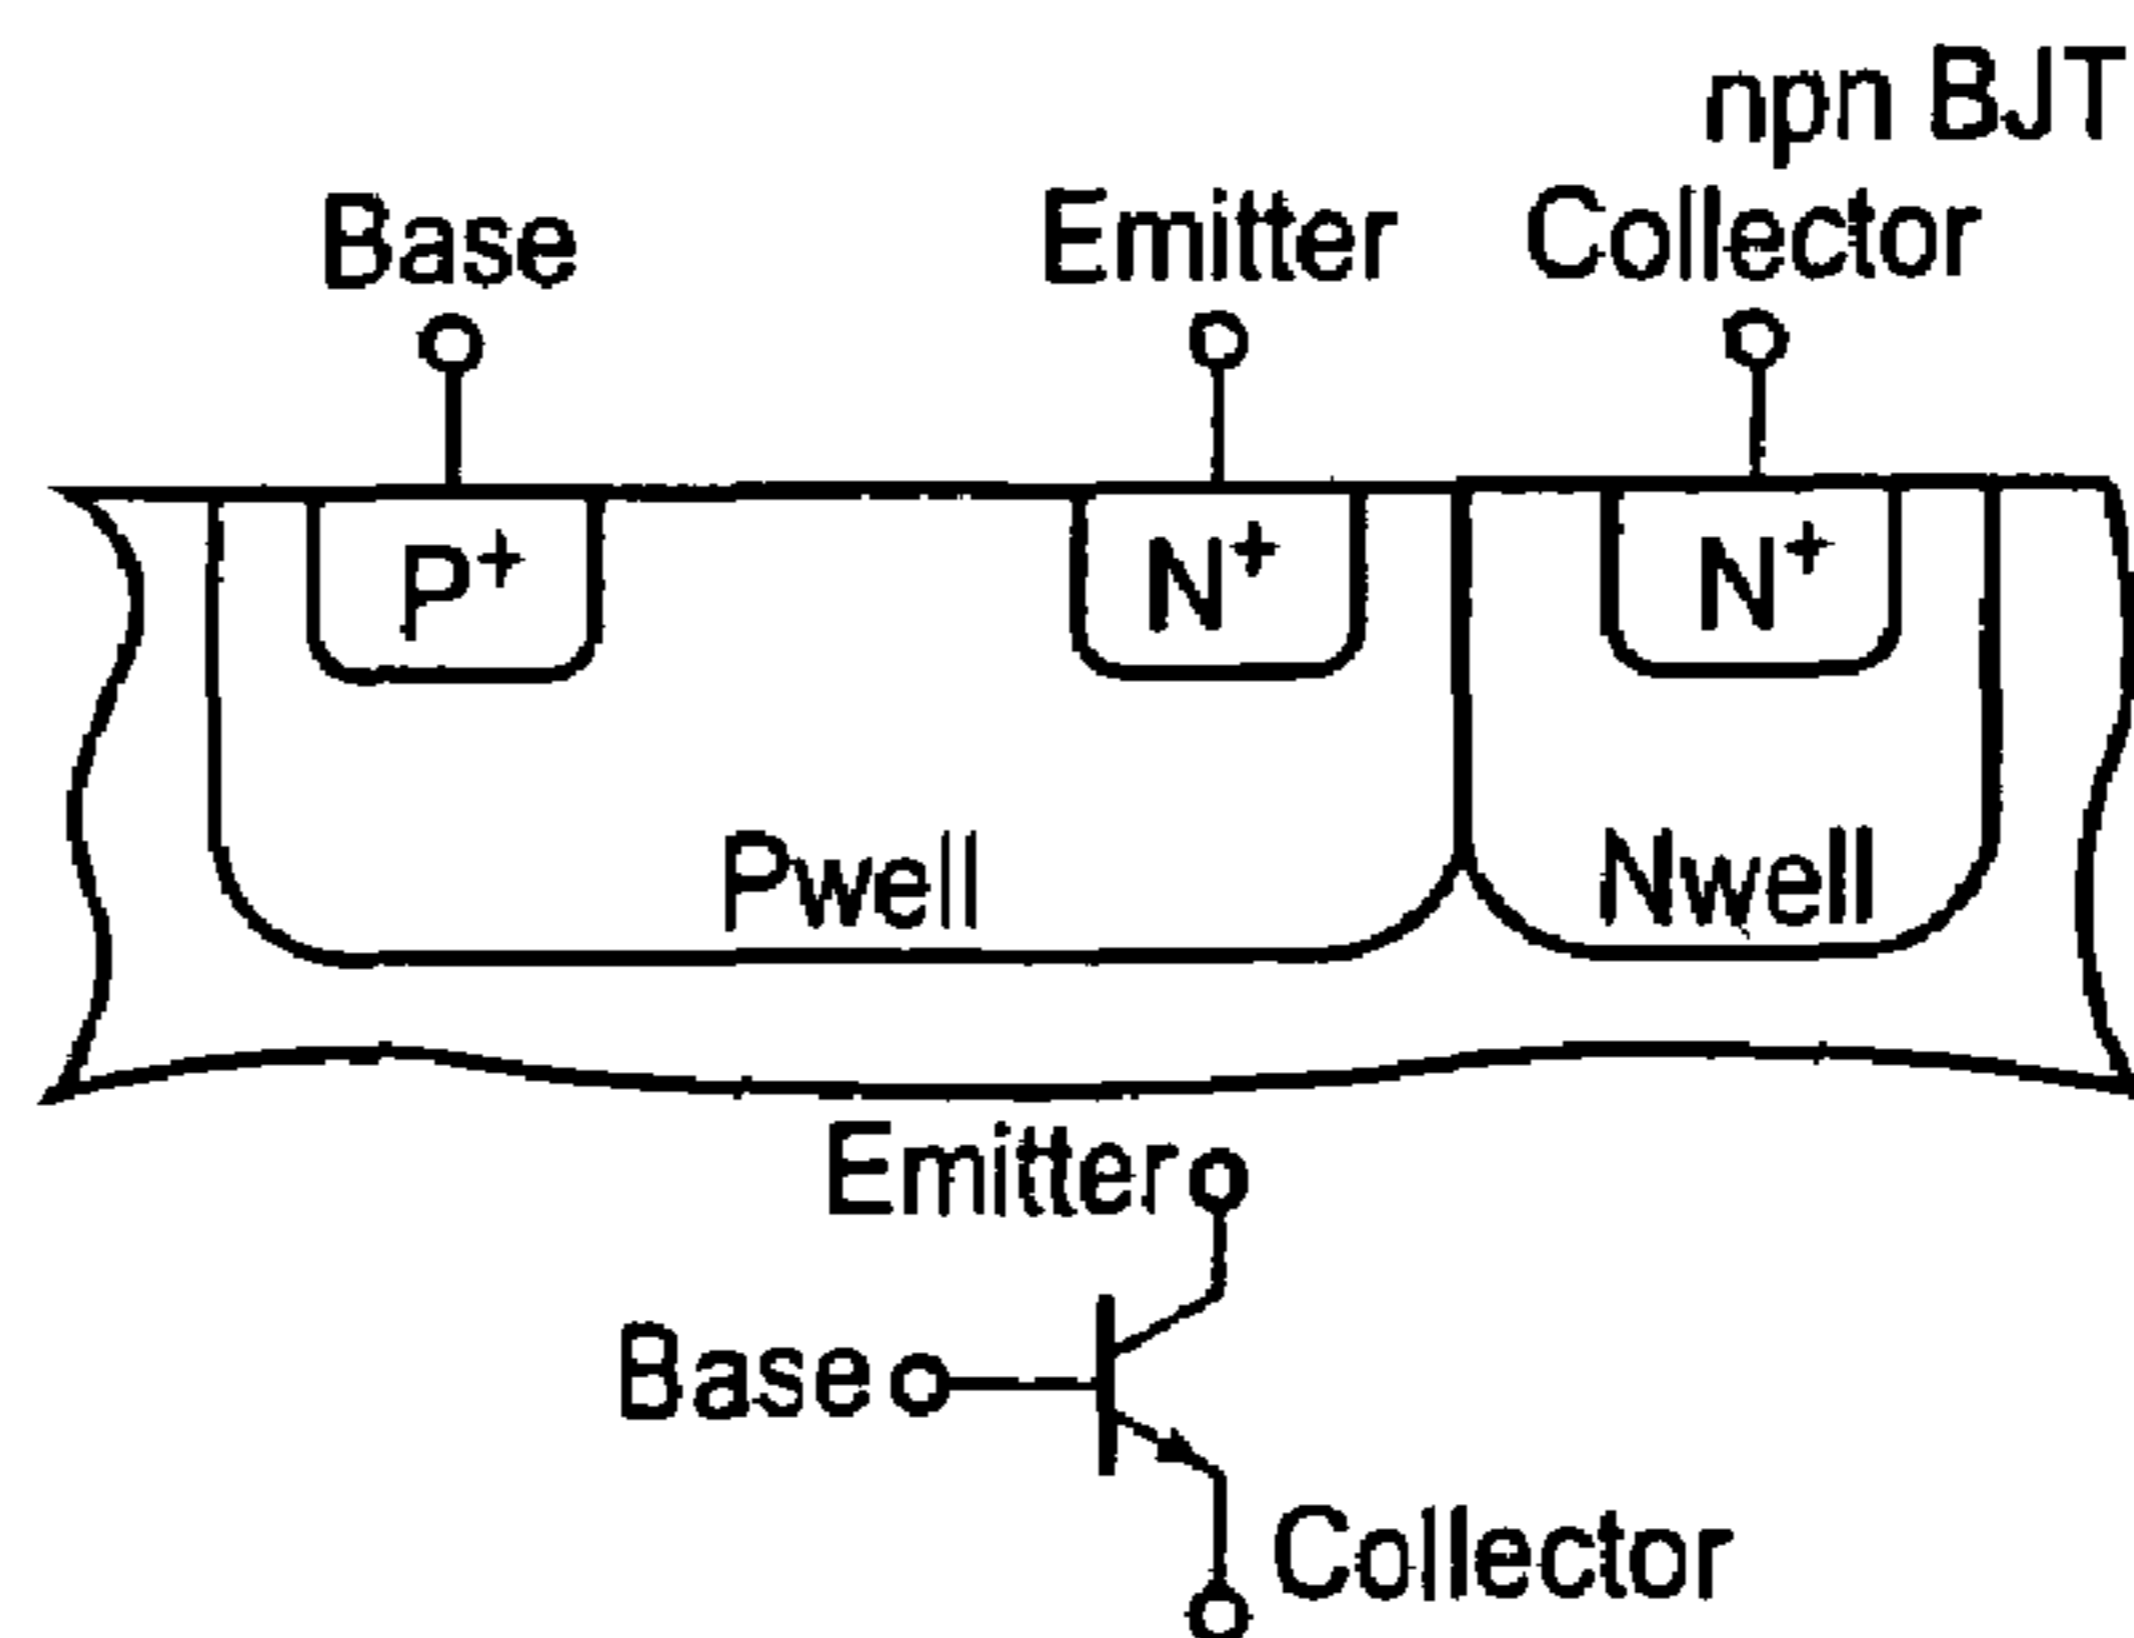 npn BJT
Base Emitter Collector
P+ N+ N+
Pwell Nwell
Emitter
Base
Collector